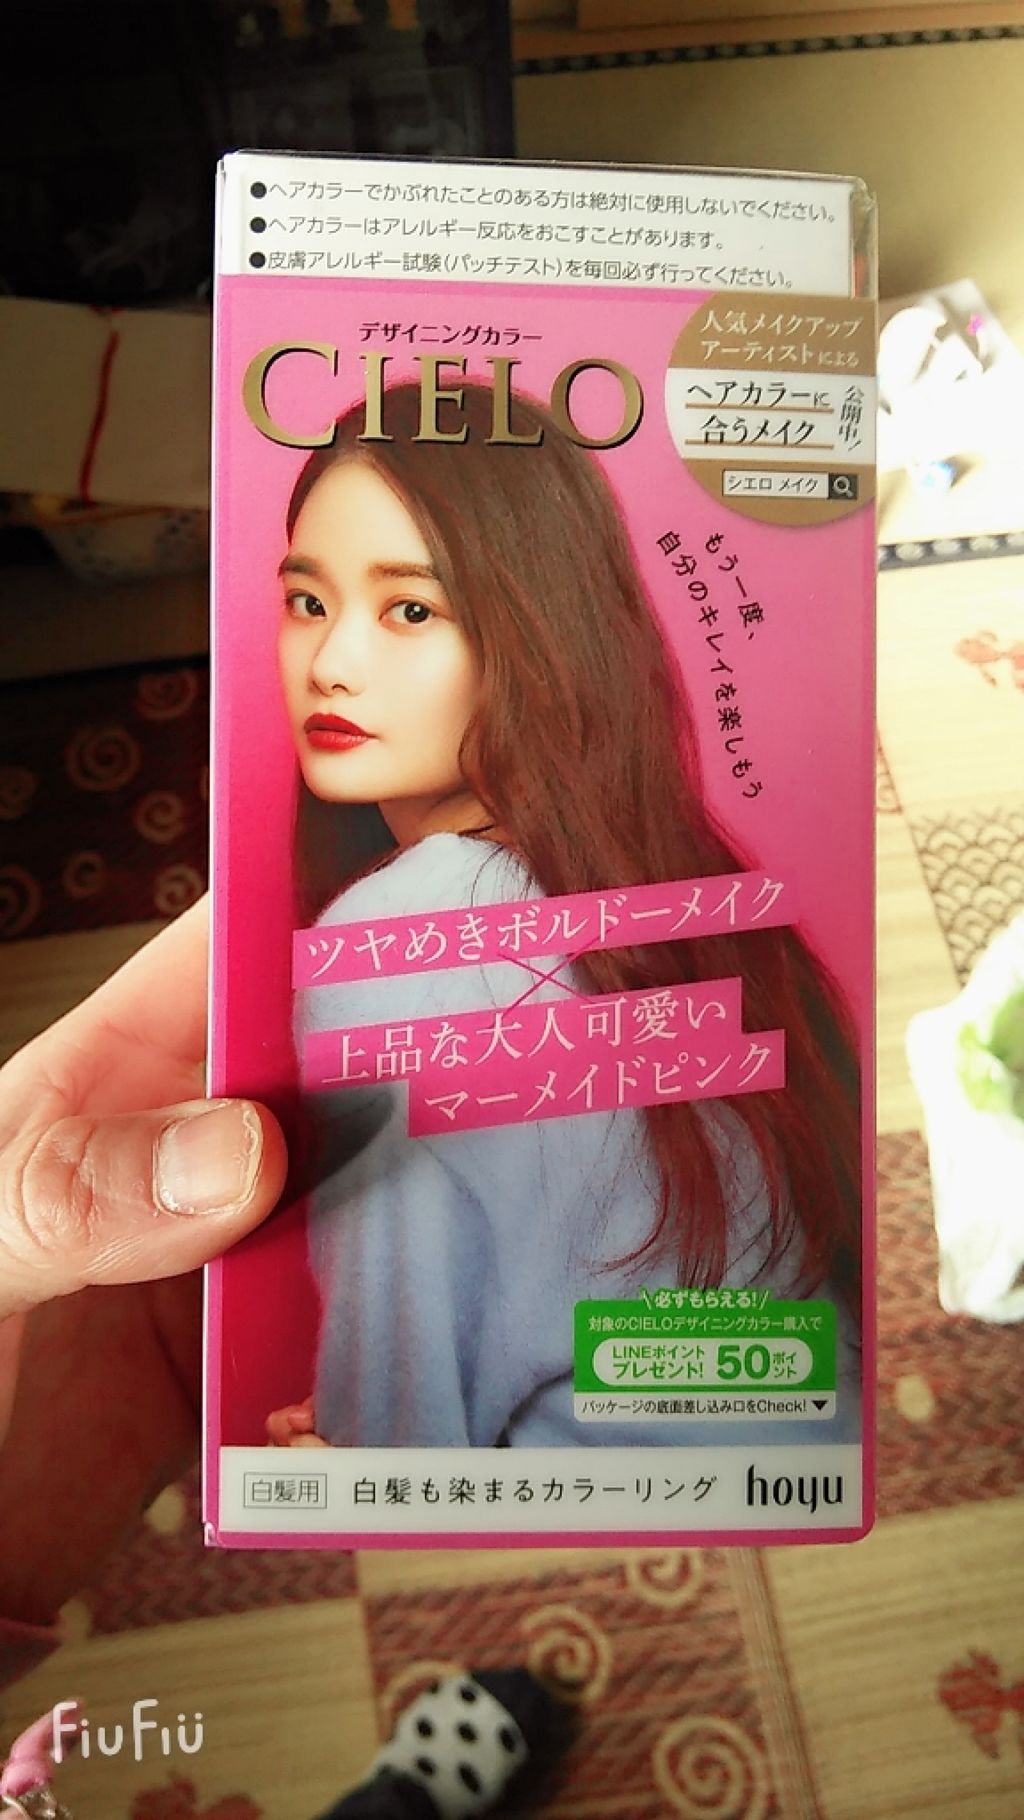 ●ヘアカラーでかぶれたことのある方は絶対に使用しないでください。
●ヘアカラーはアレルギー反応をおこすことがあります。
●皮膚アレルギー試験(パッチテスト)を毎回必ず行ってください。
デザイニングカラー
CIELO
人気メイクアップ
アーティストによる
ヘアカラーに
合うメイク
公開中!
シエロ メイク
もう一度、
自分のキレイを楽しもう
ツヤめきボルドーメイク
×
上品な大人可愛い
マーメイドピンク
\必ずもらえる!/
対象のCIELOデザイニングカラー購入で
LINEポイント
プレゼント!
50ポイント
パッケージの底面差し込み口をCheck!▼
白髪用 白髪も染まるカラーリング hoyu
FiuFiu